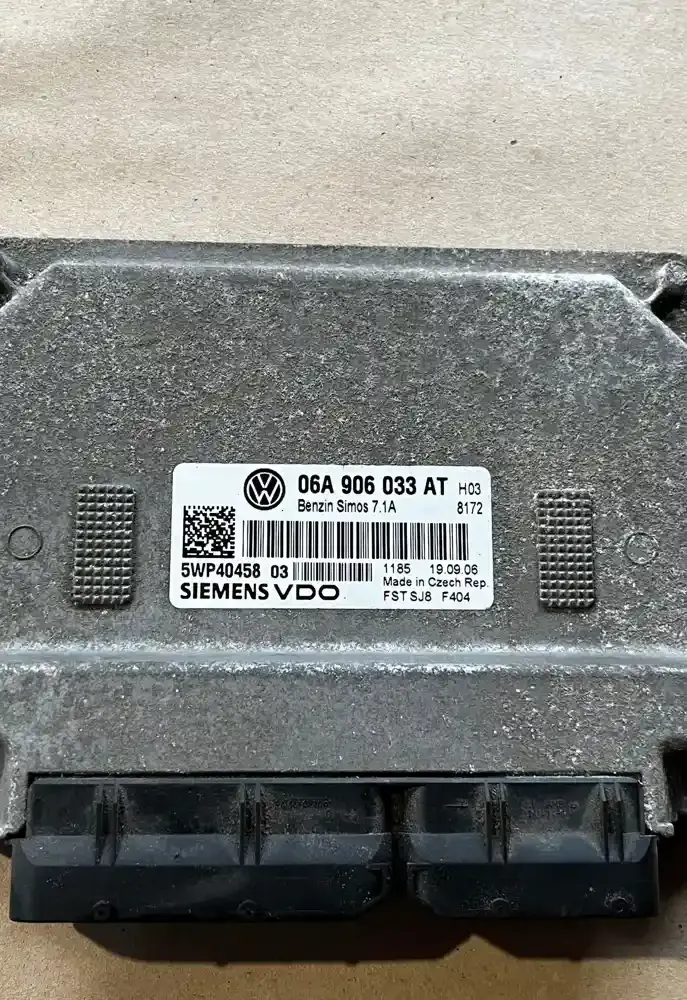 06A 906 033 AT H03
Benzin Simos 7.1A 8172
5WP40458 03 1185 19.09.06
Made in Czech Rep.
SIEMENS VDO FST SJ8 F404